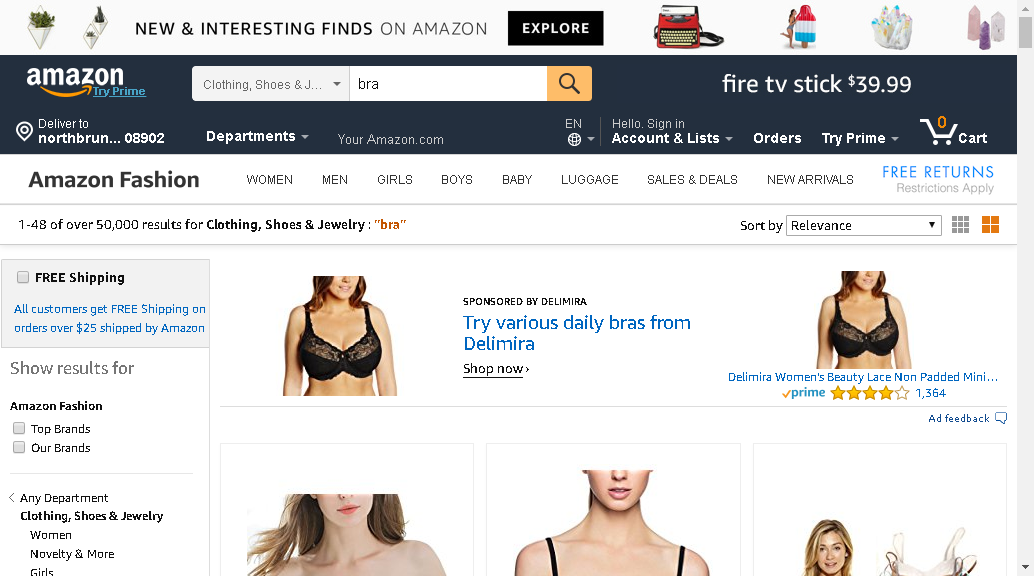 NEW & INTERESTING FINDS ON AMAZON EXPLORE
amazon
Try Prime
Clothing, Shoes & J... bra
fire tv stick $39.99
Deliver to
northbrun... 08902
Departments
Your Amazon.com
EN
Hello. Sign in
Account & Lists
Orders
Try Prime
0
Cart
Amazon Fashion
WOMEN MEN GIRLS BOYS BABY LUGGAGE SALES & DEALS NEW ARRIVALS
FREE RETURNS
Restrictions Apply
1-48 of over 50,000 results for Clothing, Shoes & Jewelry : "bra"
Sort by Relevance
FREE Shipping
All customers get FREE Shipping on
orders over $25 shipped by Amazon
Show results for
Amazon Fashion
Top Brands
Our Brands
Any Department
Clothing, Shoes & Jewelry
Women
Novelty & More
Girls
SPONSORED BY DELIMIRA
Try various daily bras from
Delimira
Shop now ›
Delimira Women's Beauty Lace Non Padded Mini...
prime 1,364
Ad feedback